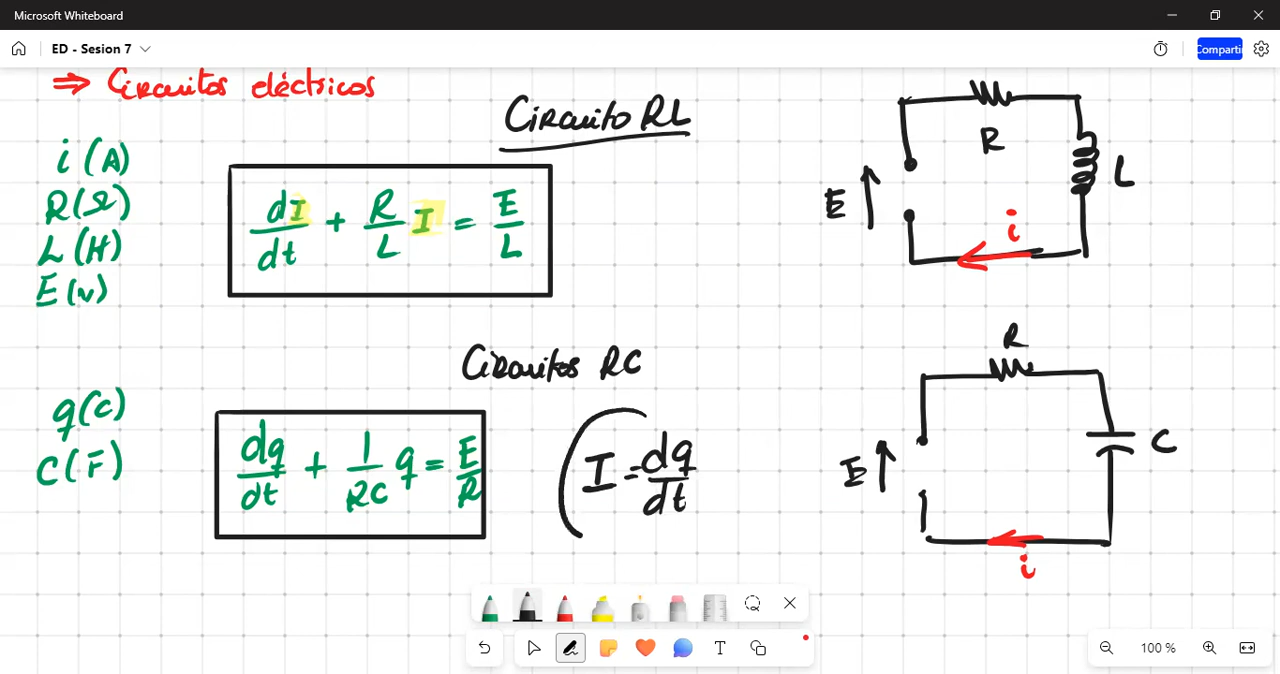 Microsoft Whiteboard
ED - Sesion 7
Comparti
⇒ Circuitos eléctricos
Circuito RL
i (A)
R (Ω)
L (H)
E (v)
dI/dt + R/L I = E/L
R
L
E
i
Circuitos RC
q (C)
C (F)
dq/dt + 1/RC q = E/R
( I = dq/dt
R
C
E
i
T
100 %